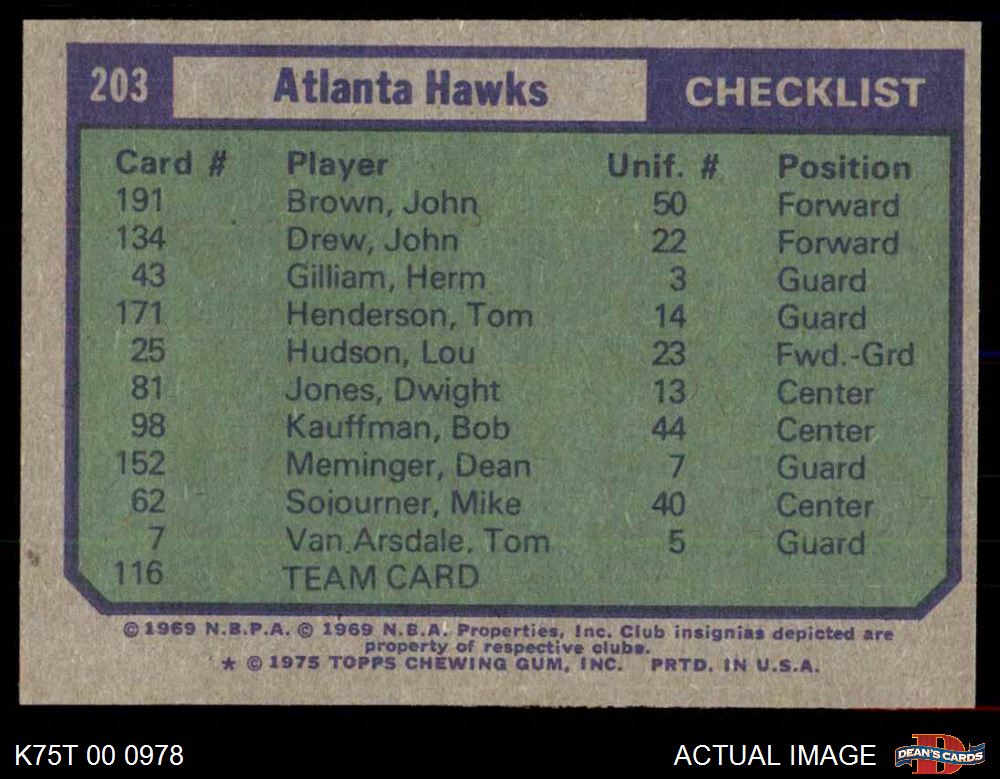 203 Atlanta Hawks CHECKLIST
Card # Player Unif. # Position
191 Brown, John 50 Forward
134 Drew, John 22 Forward
43 Gilliam, Herm 3 Guard
171 Henderson, Tom 14 Guard
25 Hudson, Lou 23 Fwd.-Grd
81 Jones, Dwight 13 Center
98 Kauffman, Bob 44 Center
152 Meminger, Dean 7 Guard
62 Sojourner, Mike 40 Center
7 Van Arsdale, Tom 5 Guard
116 TEAM CARD
© 1969 N.B.P.A. © 1969 N.B.A. Properties, Inc. Club insignias depicted are
property of respective clubs.
* © 1975 TOPPS CHEWING GUM, INC. PRTD. IN U.S.A.
K75T 00 0978 ACTUAL IMAGE DEAN'S CARDS